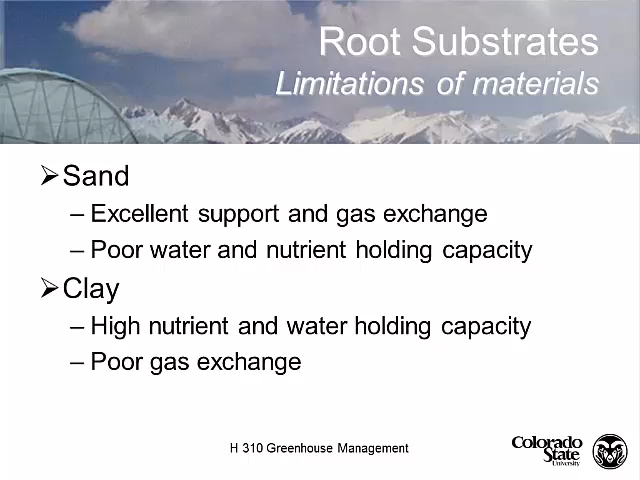 Root Substrates
Limitations of materials
➢Sand
– Excellent support and gas exchange
– Poor water and nutrient holding capacity
➢Clay
– High nutrient and water holding capacity
– Poor gas exchange
H 310 Greenhouse Management
Colorado
State
University